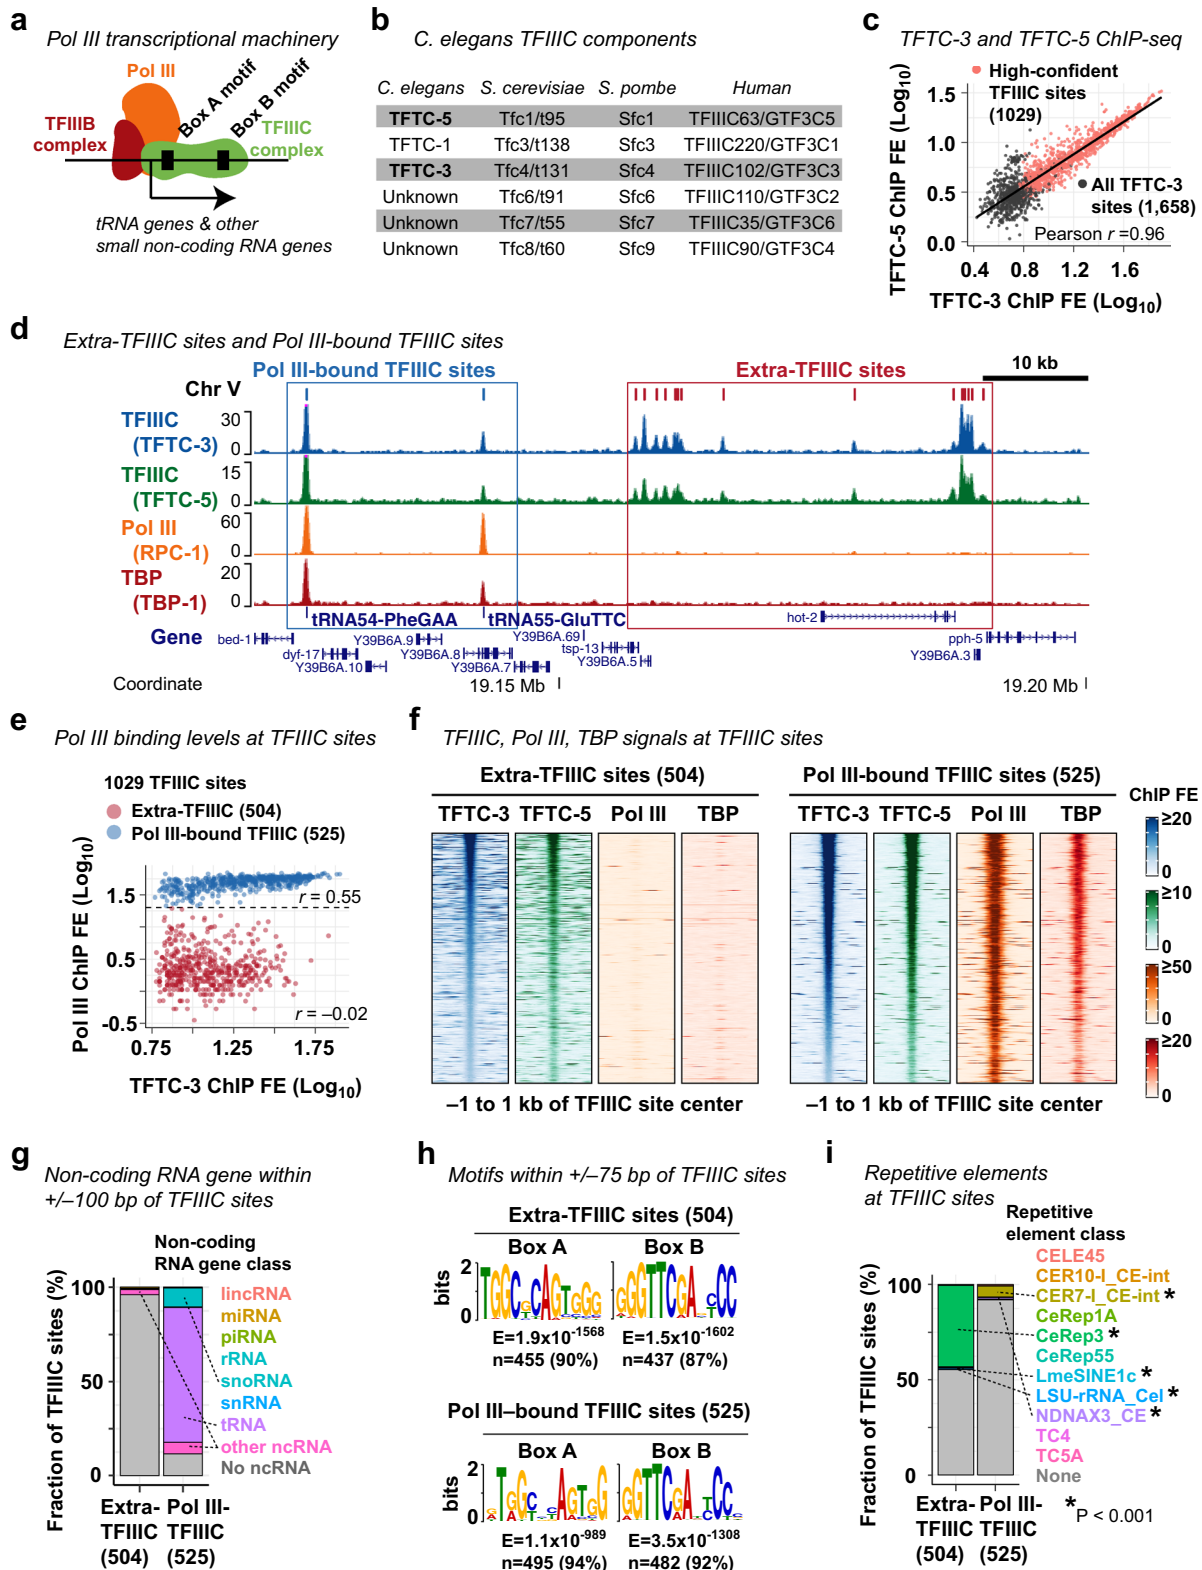 a
Pol III transcriptional machinery
Pol III
Box A motif
Box B motif
TFIIIB
complex
TFIIIC
complex
tRNA genes & other
small non-coding RNA genes
b
C. elegans TFIIIC components
C. elegans S. cerevisiae S. pombe Human
TFTC-5 Tfc1/t95 Sfc1 TFIIIC63/GTF3C5
TFTC-1 Tfc3/t138 Sfc3 TFIIIC220/GTF3C1
TFTC-3 Tfc4/t131 Sfc4 TFIIIC102/GTF3C3
Unknown Tfc6/t91 Sfc6 TFIIIC110/GTF3C2
Unknown Tfc7/t55 Sfc7 TFIIIC35/GTF3C6
Unknown Tfc8/t60 Sfc9 TFIIIC90/GTF3C4
c
TFTC-3 and TFTC-5 ChIP-seq
TFTC-5 ChIP FE (Log10)
1.5
1.0
0.5
0.0
High-confident
TFIIIC sites
(1029)
All TFTC-3
sites (1,658)
Pearson r =0.96
0.4 0.8 1.2 1.6
TFTC-3 ChIP FE (Log10)
d
Extra-TFIIIC sites and Pol III-bound TFIIIC sites
Pol III-bound TFIIIC sites
Extra-TFIIIC sites
10 kb
Chr V
TFIIIC
(TFTC-3)
30
0
TFIIIC
(TFTC-5)
15
0
Pol III
(RPC-1)
60
0
TBP
(TBP-1)
20
0
tRNA54-PheGAA
tRNA55-GluTTC
Gene
bed-1
dyf-17
Y39B6A.10
Y39B6A.9
Y39B6A.8
Y39B6A.7
Y39B6A.69
tsp-13
Y39B6A.5
hot-2
pph-5
Y39B6A.3
Coordinate
19.15 Mb
19.20 Mb
e
Pol III binding levels at TFIIIC sites
1029 TFIIIC sites
Extra-TFIIIC (504)
Pol III-bound TFIIIC (525)
Pol III ChIP FE (Log10)
1.5
0.5
-0.5
r = 0.55
r = –0.02
0.75 1.25 1.75
TFTC-3 ChIP FE (Log10)
f
TFIIIC, Pol III, TBP signals at TFIIIC sites
Extra-TFIIIC sites (504)
TFTC-3 TFTC-5 Pol III TBP
–1 to 1 kb of TFIIIC site center
Pol III-bound TFIIIC sites (525)
TFTC-3 TFTC-5 Pol III TBP
–1 to 1 kb of TFIIIC site center
ChIP FE
≥20
0
≥10
0
≥50
0
≥20
0
g
Non-coding RNA gene within
+/–100 bp of TFIIIC sites
Non-coding
RNA gene class
Fraction of TFIIIC sites (%)
100
50
0
lincRNA
miRNA
piRNA
rRNA
snoRNA
snRNA
tRNA
other ncRNA
No ncRNA
Extra-
TFIIIC
(504)
Pol III-
TFIIIC
(525)
h
Motifs within +/–75 bp of TFIIIC sites
Extra-TFIIIC sites (504)
Box A
Box B
bits
2
0
E=1.9x10-1568
n=455 (90%)
E=1.5x10-1602
n=437 (87%)
Pol III–bound TFIIIC sites (525)
Box A
Box B
bits
2
0
E=1.1x10-989
n=495 (94%)
E=3.5x10-1308
n=482 (92%)
i
Repetitive elements
at TFIIIC sites
Repetitive
element class
Fraction of TFIIIC sites (%)
100
50
0
CELE45
CER10-I_CE-int
CER7-I_CE-int *
CeRep1A
CeRep3 *
CeRep55
LmeSINE1c *
LSU-rRNA_Cel *
NDNAX3_CE *
TC4
TC5A
None
Extra-
TFIIIC
(504)
Pol III-
TFIIIC
(525)
*P < 0.001